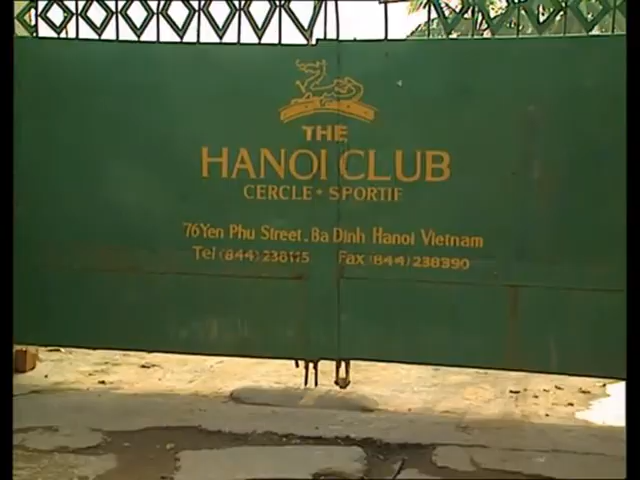 THE
HANOI CLUB
CERCLE * SPORTIF
76 Yen Phu Street. Ba Dinh Hanoi Vietnam
Tel (844) 238115 Fax (844) 238390